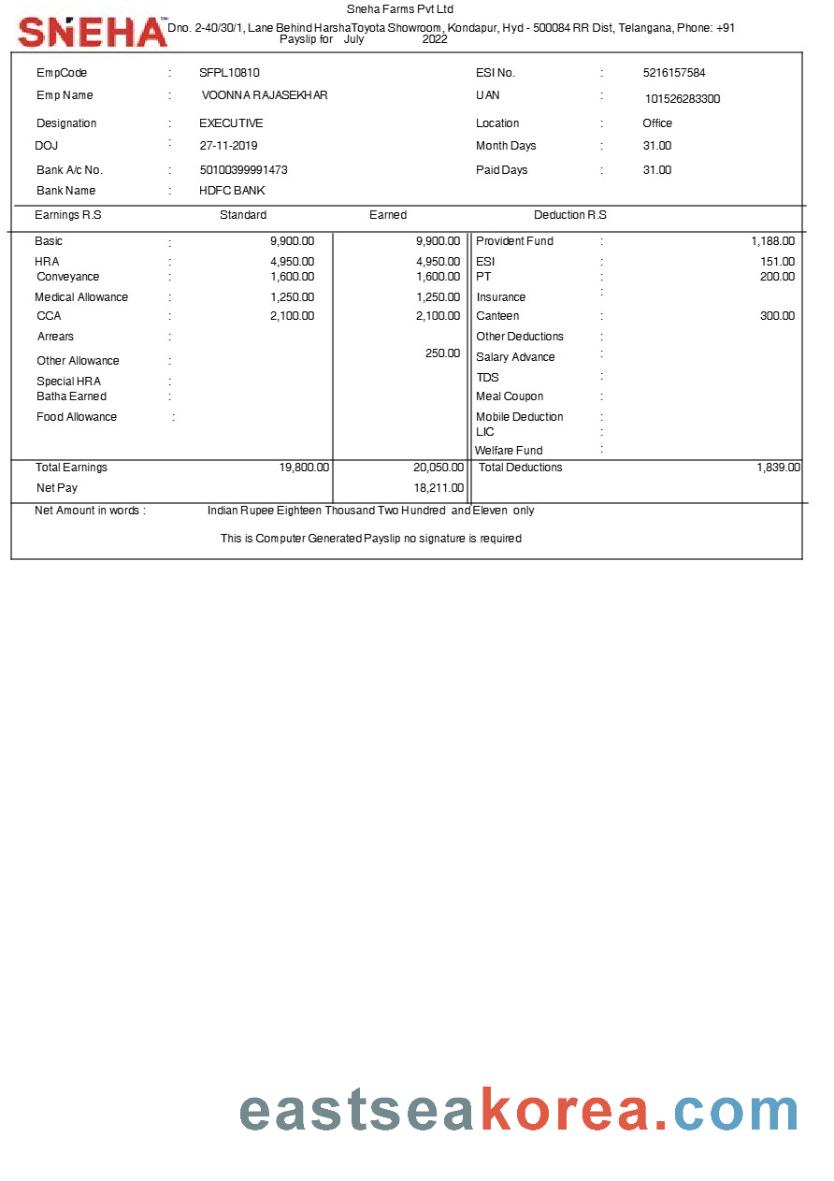 Sneha Farms Pvt Ltd
SNEHA Dno. 2-40/30/1, Lane Behind HarshaToyota Showroom, Kondapur, Hyd - 500084 RR Dist, Telangana, Phone: +91
Payslip for July 2022
EmpCode : SFPL10810 ESI No. : 5216157584
Emp Name : VOONNA RAJASEKHAR UAN : 101526283300
Designation : EXECUTIVE Location : Office
DOJ : 27-11-2019 Month Days : 31.00
Bank A/c No. : 50100399991473 Paid Days : 31.00
Bank Name : HDFC BANK
Earnings R.S Standard Earned Deduction R.S
Basic : 9,900.00 9,900.00 Provident Fund : 1,188.00
HRA : 4,950.00 4,950.00 ESI : 151.00
Conveyance : 1,600.00 1,600.00 PT : 200.00
Medical Allowance : 1,250.00 1,250.00 Insurance :
CCA : 2,100.00 2,100.00 Canteen : 300.00
Arrears : Other Deductions :
Other Allowance : 250.00 Salary Advance :
Special HRA : TDS :
Batha Earned : Meal Coupon :
Food Allowance : Mobile Deduction :
LIC :
Welfare Fund :
Total Earnings 19,800.00 20,050.00 Total Deductions 1,839.00
Net Pay 18,211.00
Net Amount in words : Indian Rupee Eighteen Thousand Two Hundred and Eleven only
This is Computer Generated Payslip no signature is required
eastseakorea.com